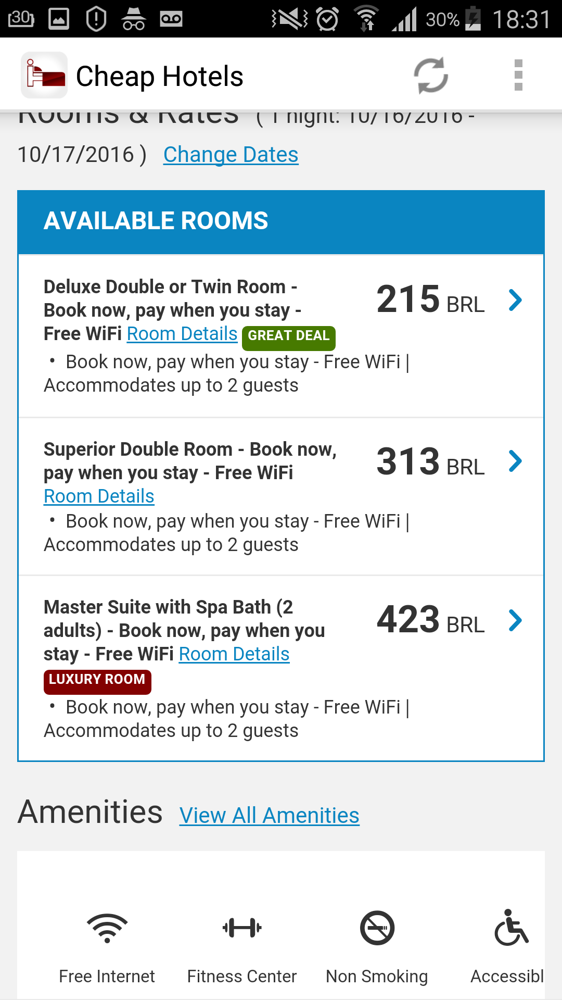 30
30% 18:31
Cheap Hotels
Rooms & Rates ( 1 night: 10/16/2016 -
10/17/2016 ) Change Dates
AVAILABLE ROOMS
Deluxe Double or Twin Room -
Book now, pay when you stay -
Free WiFi Room Details GREAT DEAL
215 BRL
• Book now, pay when you stay - Free WiFi |
Accommodates up to 2 guests
Superior Double Room - Book now,
pay when you stay - Free WiFi
Room Details
313 BRL
• Book now, pay when you stay - Free WiFi |
Accommodates up to 2 guests
Master Suite with Spa Bath (2
adults) - Book now, pay when you
stay - Free WiFi Room Details
LUXURY ROOM
423 BRL
• Book now, pay when you stay - Free WiFi |
Accommodates up to 2 guests
Amenities View All Amenities
Free Internet Fitness Center Non Smoking Accessibl